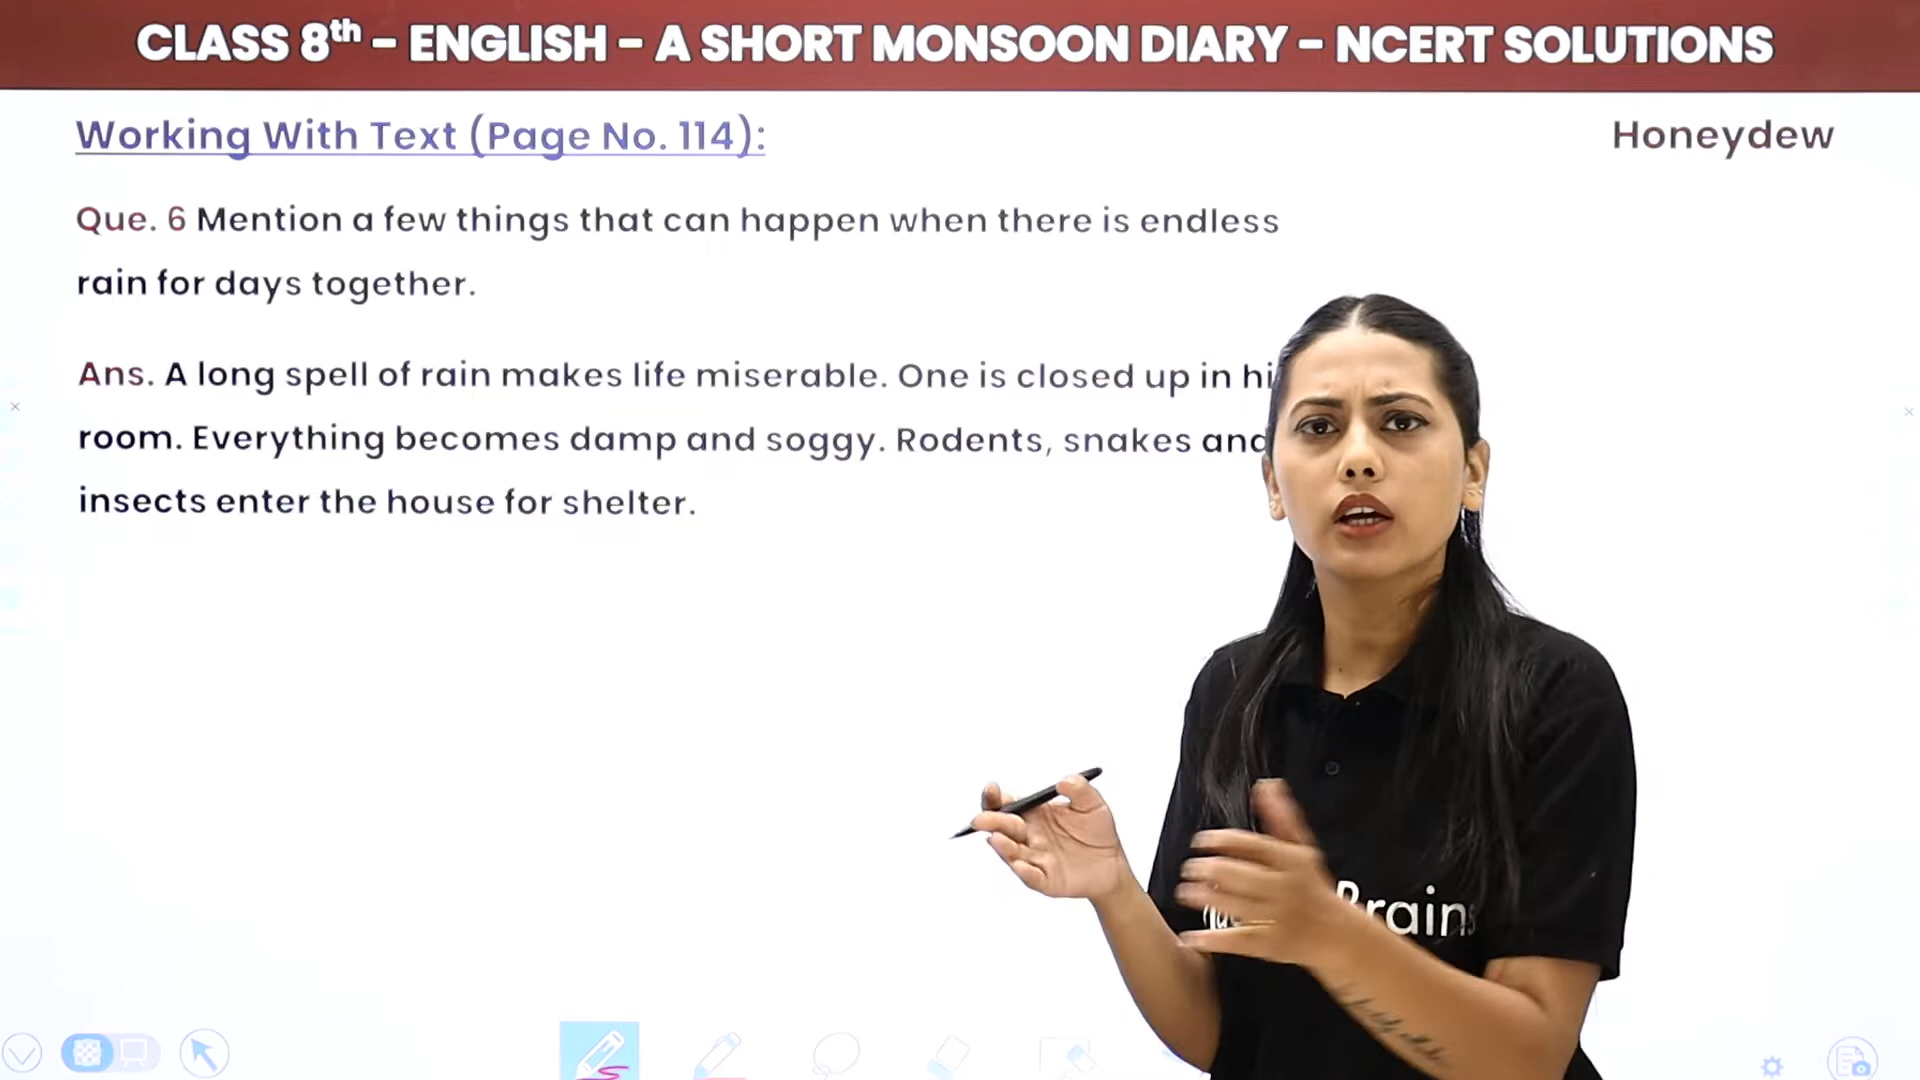 CLASS 8th – ENGLISH – A SHORT MONSOON DIARY – NCERT SOLUTIONS
Working With Text (Page No. 114):
Honeydew
Que. 6 Mention a few things that can happen when there is endless
rain for days together.
Ans. A long spell of rain makes life miserable. One is closed up in hi
room. Everything becomes damp and soggy. Rodents, snakes and
insects enter the house for shelter.
Brains